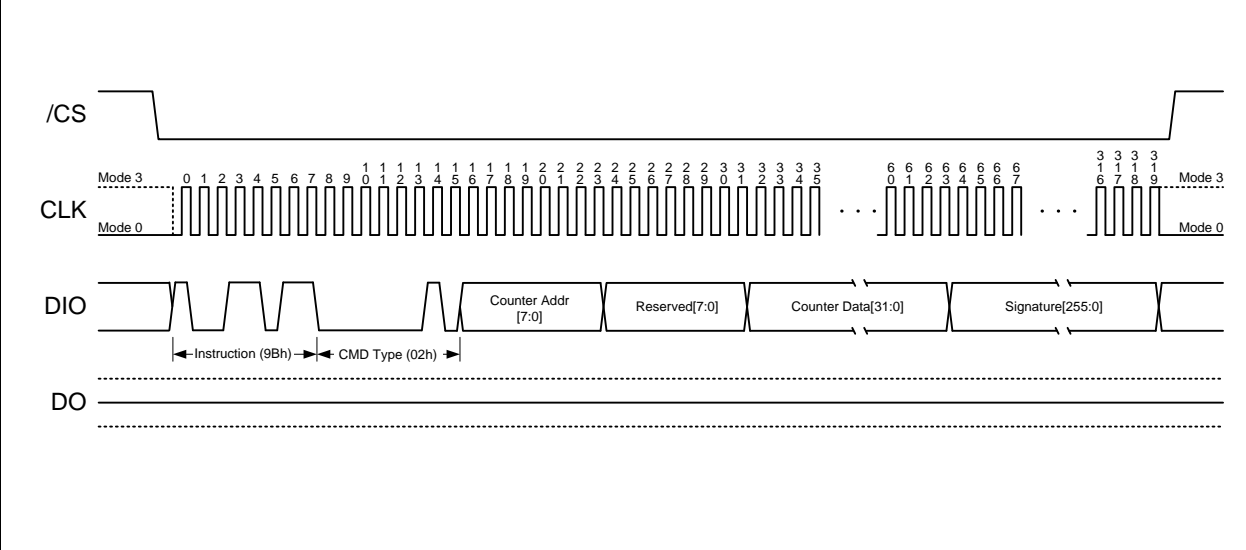 /CS
Mode 3
0 1 2 3 4 5 6 7 8 9 10 11 12 13 14 15 16 17 18 19 20 21 22 23 24 25 26 27 28 29 30 31 32 33 34 35 60 61 62 63 64 65 66 67 316 317 318 319
Mode 3
CLK
. . . . . .
Mode 0
Mode 0
DIO
Counter Addr
[7:0]
Reserved[7:0]
Counter Data[31:0]
Signature[255:0]
Instruction (9Bh)
CMD Type (02h)
DO